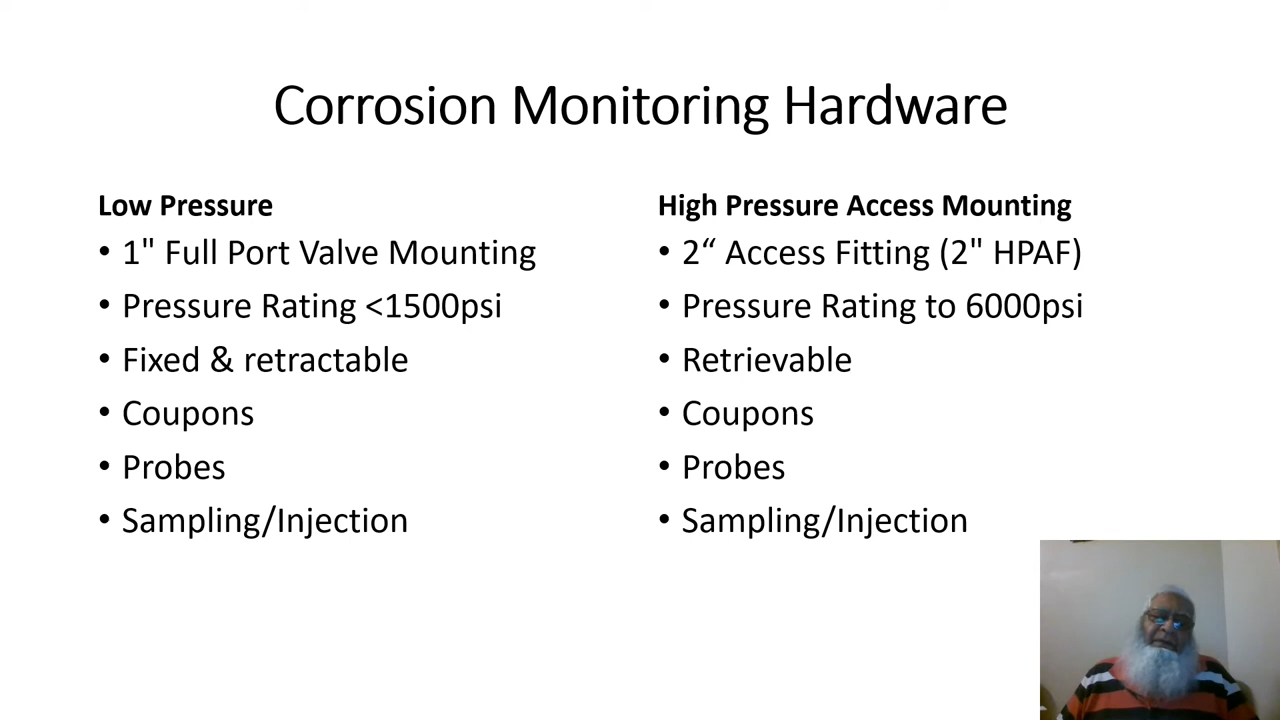 Corrosion Monitoring Hardware
Low Pressure
• 1" Full Port Valve Mounting
• Pressure Rating <1500psi
• Fixed & retractable
• Coupons
• Probes
• Sampling/Injection
High Pressure Access Mounting
• 2“ Access Fitting (2" HPAF)
• Pressure Rating to 6000psi
• Retrievable
• Coupons
• Probes
• Sampling/Injection